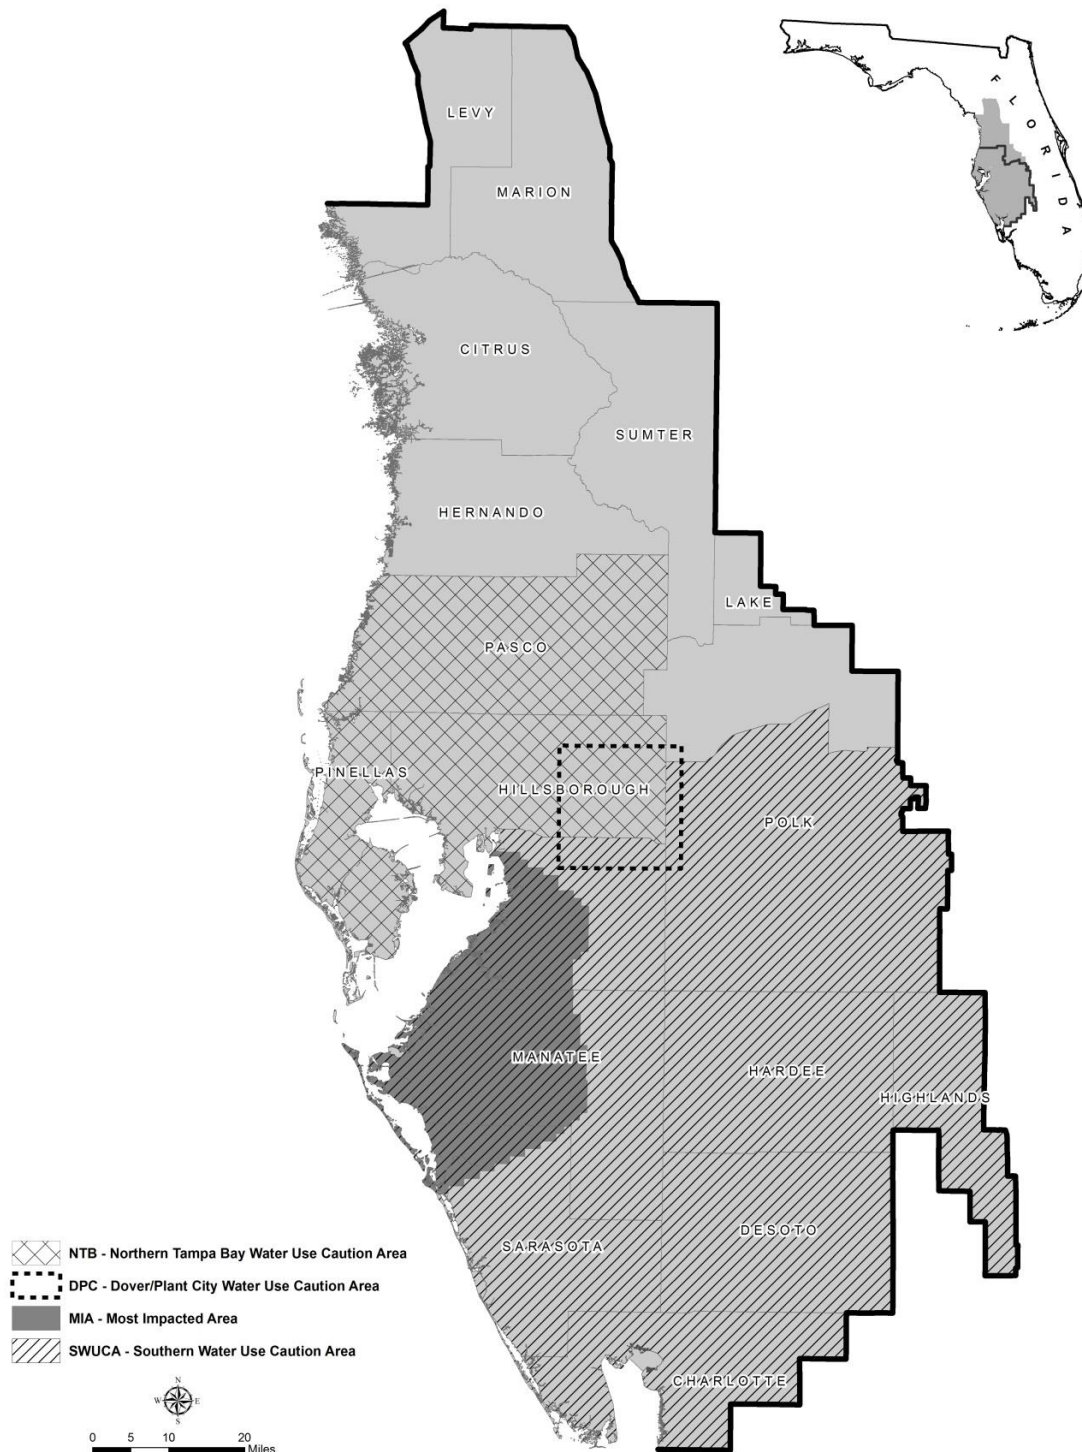 FLORIDA
LEVY
MARION
CITRUS
SUMTER
HERNANDO
LAKE
PASCO
PINELLAS
HILLSBOROUGH
POLK
MANATEE
HARDEE
HIGHLANDS
DESOTO
SARASOTA
CHARLOTTE
NTB - Northern Tampa Bay Water Use Caution Area
DPC - Dover/Plant City Water Use Caution Area
MIA - Most Impacted Area
SWUCA - Southern Water Use Caution Area
N
W E
S
0 5 10 20
Miles